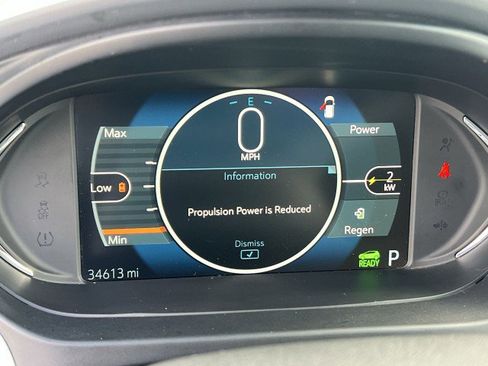 E
Max
0
Power
MPH
Information
Low
2
kW
Propulsion Power is Reduced
Min
Dismiss
Regen
34613 mi
READY
P